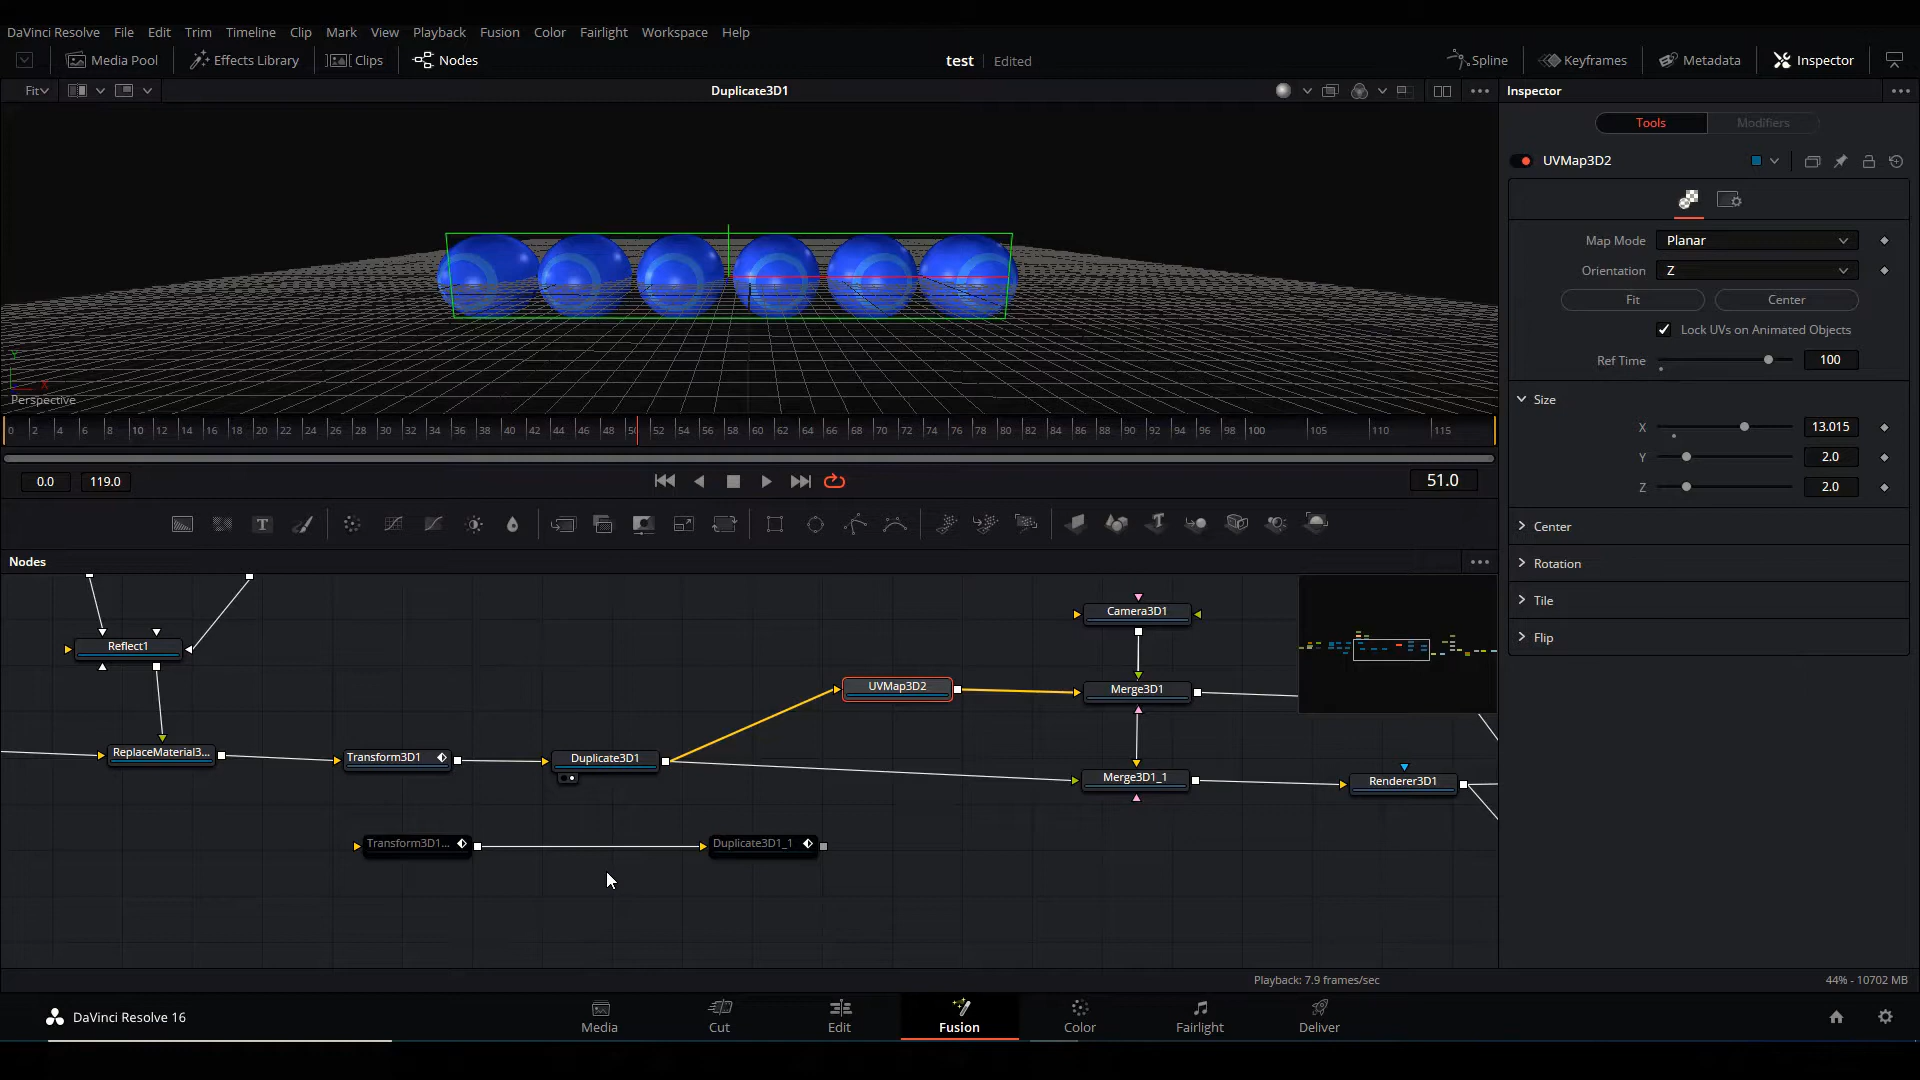 DaVinci Resolve File Edit Trim Timeline Clip Mark View Playback Fusion Color Fairlight Workspace Help
Media Pool Effects Library Clips Nodes test Edited Spline Keyframes Metadata Inspector
Fit Duplicate3D1 Inspector
Tools Modifiers
UVMap3D2
Map Mode Planar
Orientation Z
Fit Center
Lock UVs on Animated Objects
Ref Time 100
Size
X 13.015
Y 2.0
Z 2.0
Center
Rotation
Tile
Flip
Y
X
Perspective
0 2 4 6 8 10 12 14 16 18 20 22 24 26 28 30 32 34 36 38 40 42 44 46 48 50 52 54 56 58 60 62 64 66 68 70 72 74 76 78 80 82 84 86 88 90 92 94 96 98 100 105 110 115
0.0 119.0 51.0
Nodes
Camera3D1
Reflect1
UVMap3D2 Merge3D1
ReplaceMaterial3... Transform3D1 Duplicate3D1 Merge3D1_1 Renderer3D1
Transform3D1... Duplicate3D1_1
Playback: 7.9 frames/sec 44% - 10702 MB
DaVinci Resolve 16 Media Cut Edit Fusion Color Fairlight Deliver